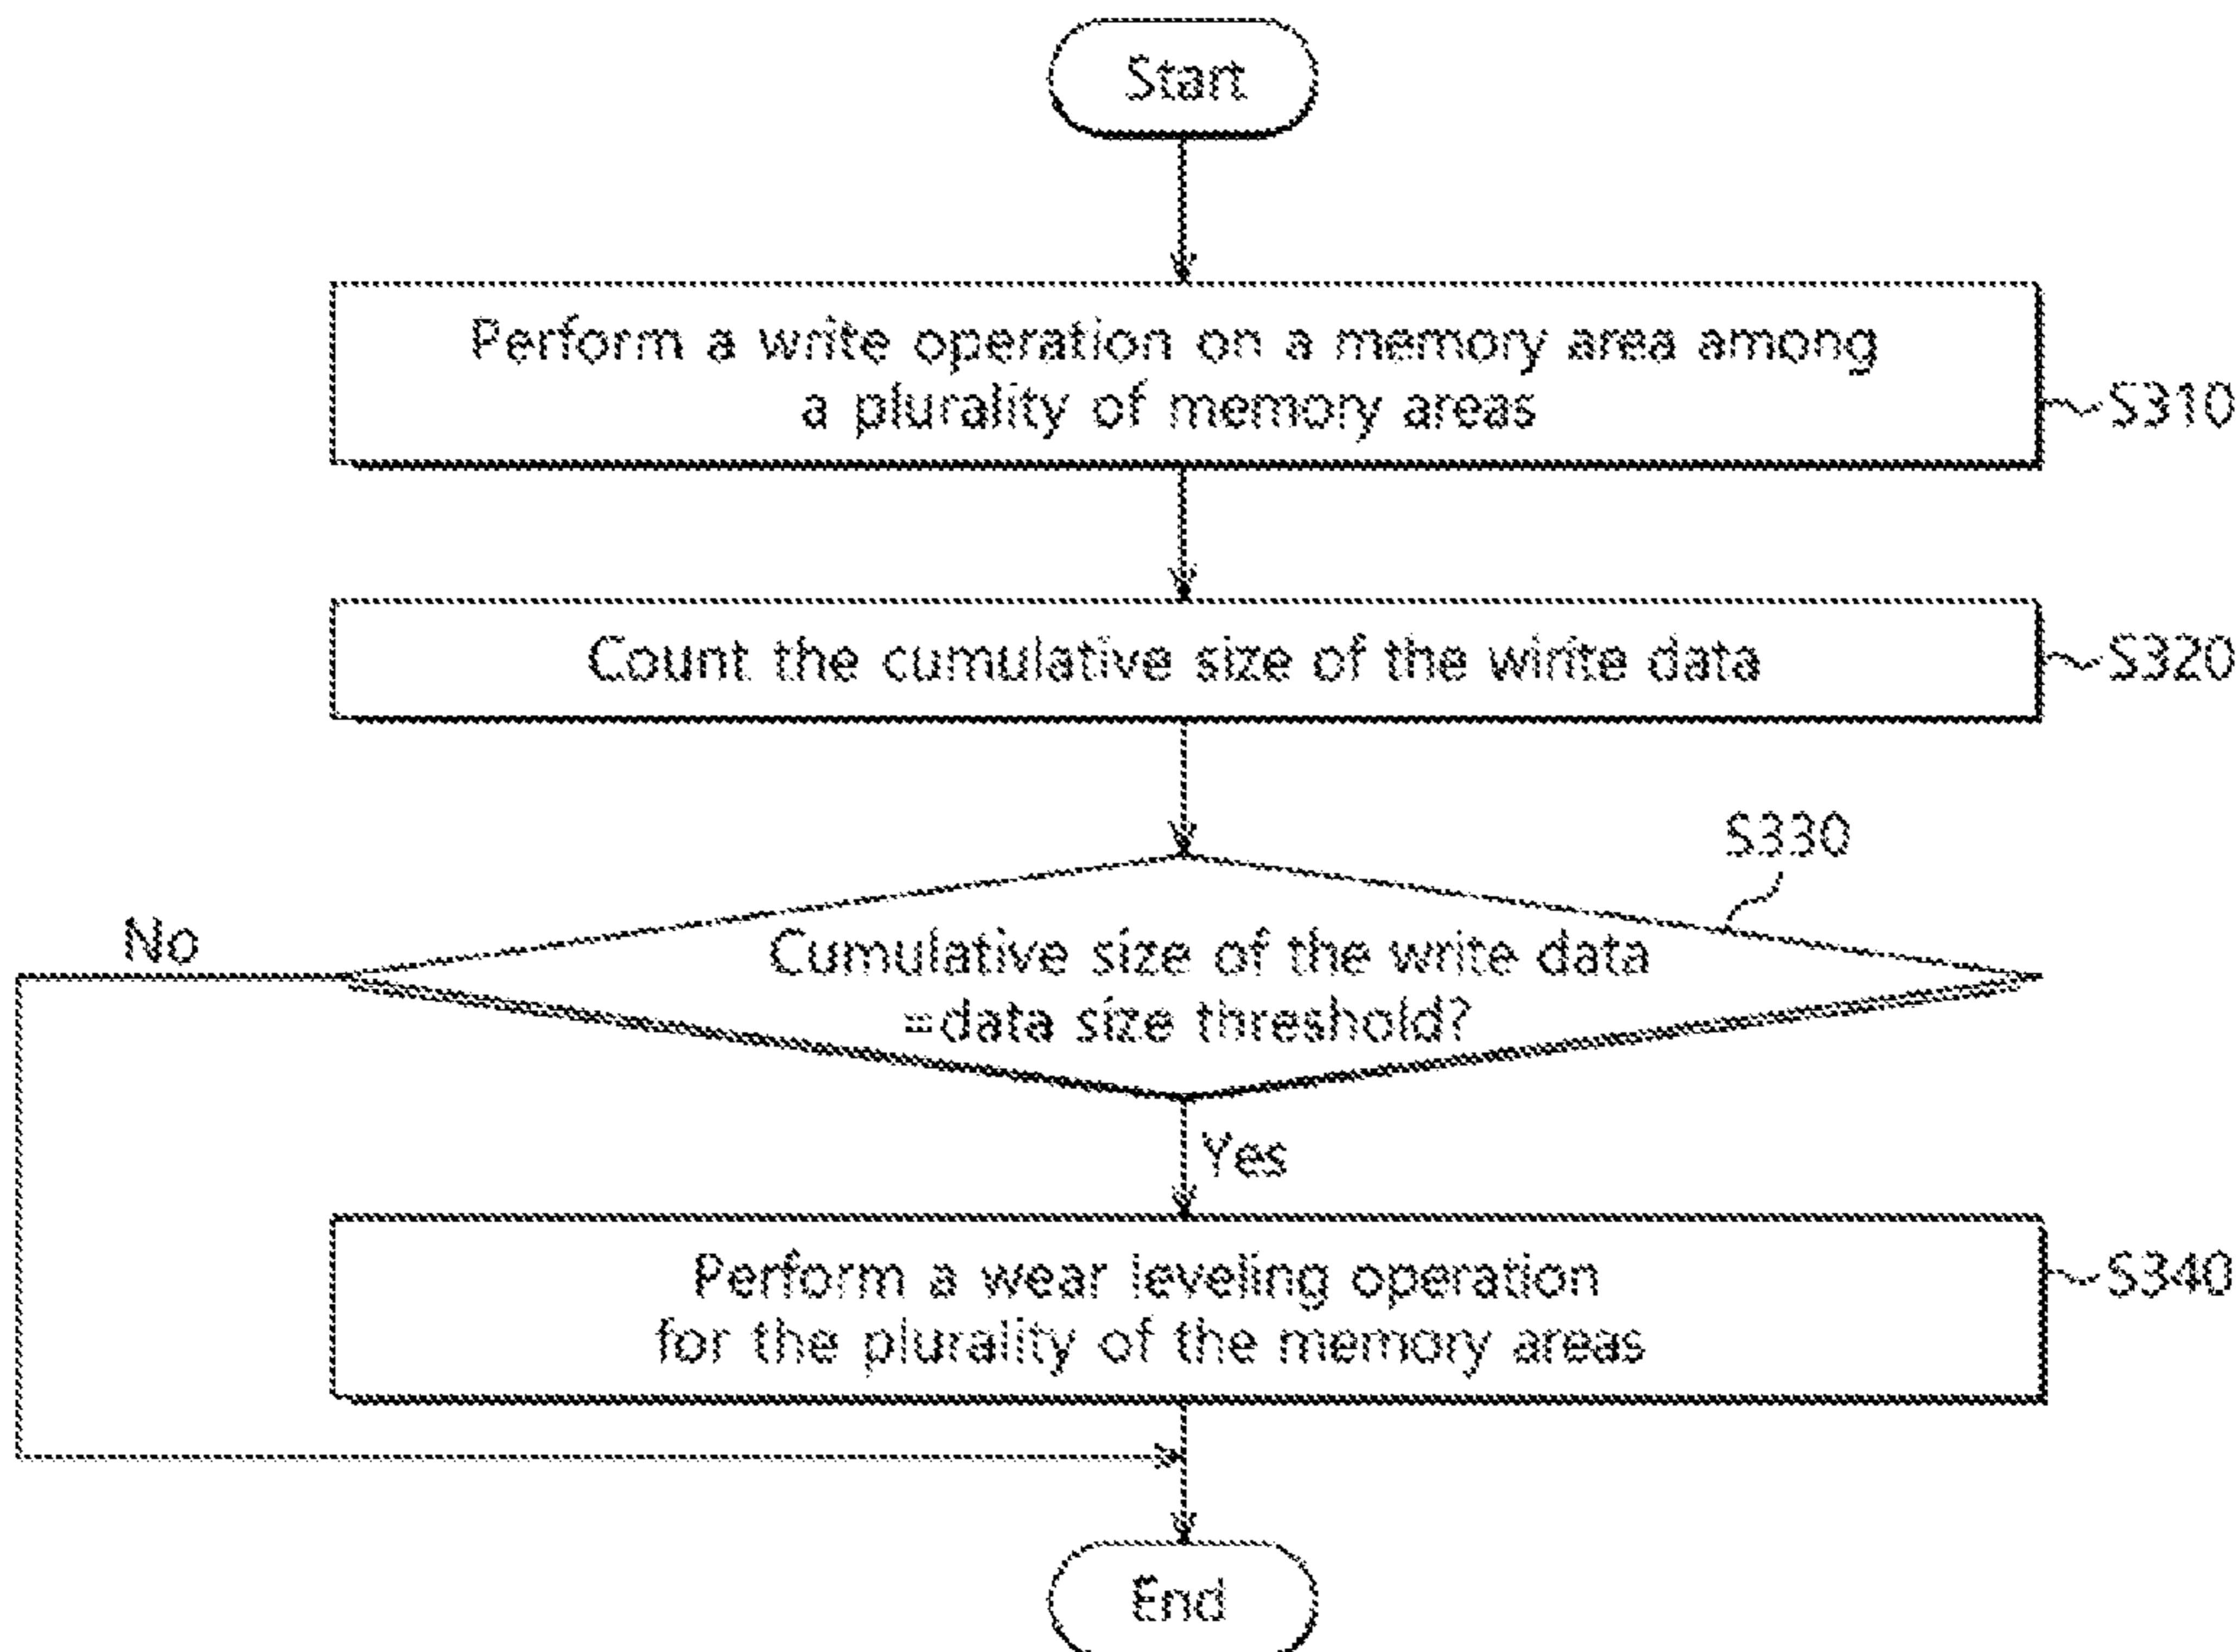 Start
Perform a write operation on a memory area among
a plurality of memory areas
S310
Count the cumulative size of the wirite data
S320
S330
No
Cumulative size of the write data
=data size threshold?
Yes
Perform a wear leveling operation
for the plurality of the memory areas
S340
End